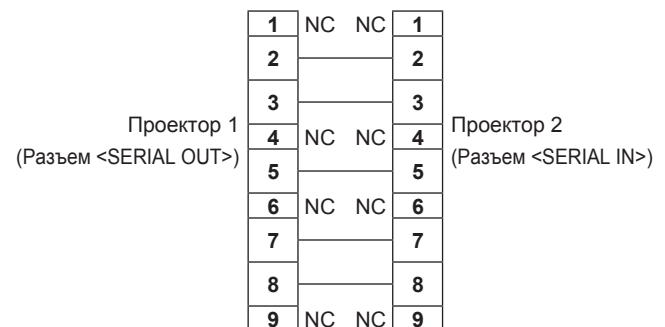 1 NC NC 1
2 2
3 3
Проектор 1
(Разъем <SERIAL OUT>)
4 NC NC 4
Проектор 2
(Разъем <SERIAL IN>)
5 5
6 NC NC 6
7 7
8 8
9 NC NC 9